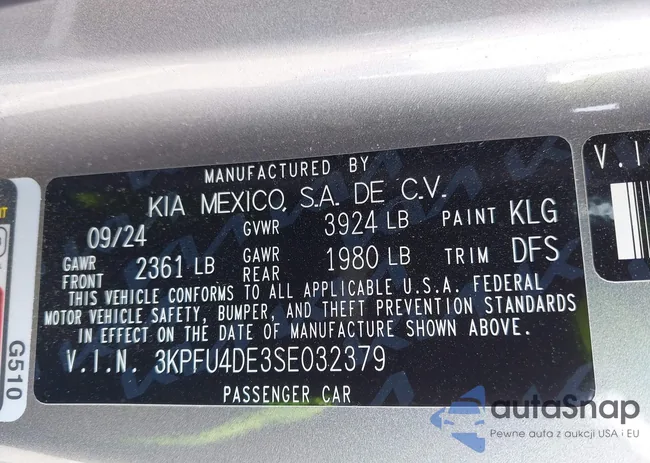 MANUFACTURED BY
KIA MEXICO, S.A. DE C.V.
09/24 GVWR 3924 LB PAINT KLG
GAWR FRONT 2361 LB GAWR REAR 1980 LB TRIM DFS
THIS VEHICLE CONFORMS TO ALL APPLICABLE U.S.A. FEDERAL
MOTOR VEHICLE SAFETY, BUMPER, AND THEFT PREVENTION STANDARDS
IN EFFECT ON THE DATE OF MANUFACTURE SHOWN ABOVE.
V.I.N. 3KPFU4DE3SE032379
PASSENGER CAR
G510
V.I
autaSnap
Pewne auta z aukcji USA i EU